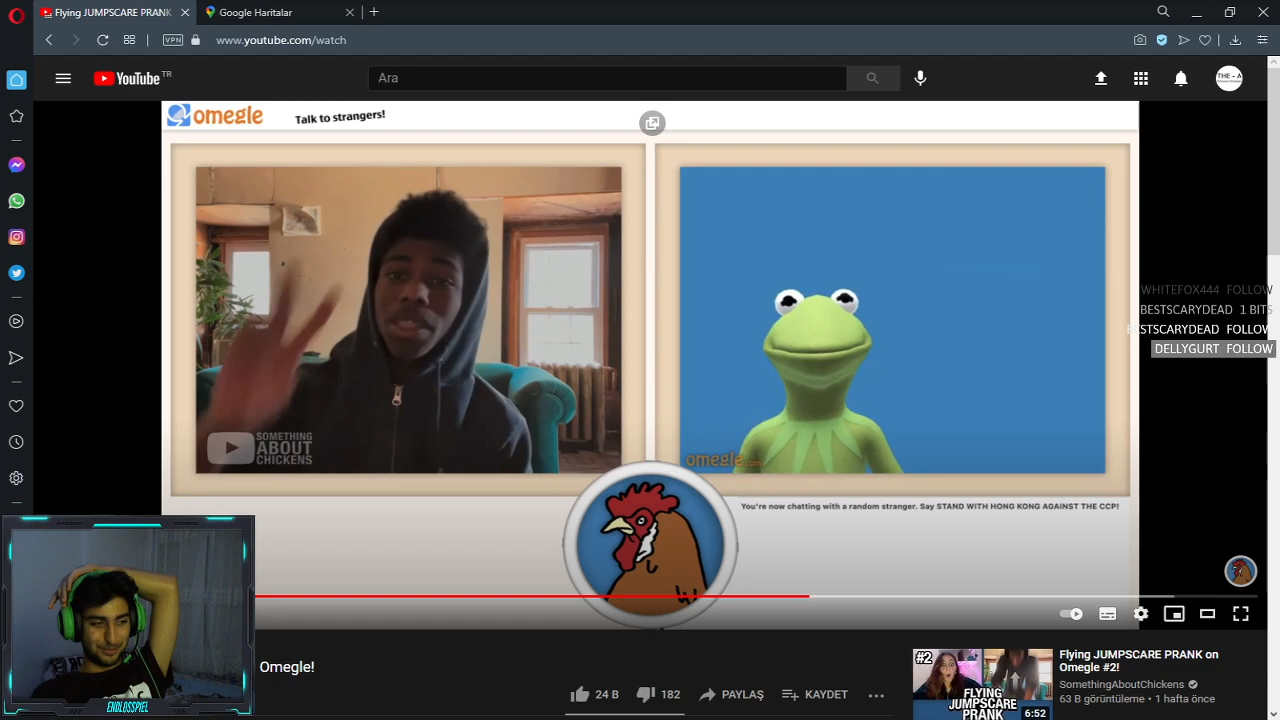 Flying JUMPSCARE PRANK
Google Haritalar
VPN
www.youtube.com/watch
YouTube TR
Ara
THE - A
omegle
Talk to strangers!
SOMETHING
ABOUT
CHICKENS
omegle.com
WHITEFOX444 FOLLOW
BESTSCARYDEAD 1 BITS
BESTSCARYDEAD FOLLOW
DELLYGURT FOLLOW
You're now chatting with a random stranger. Say STAND WITH HONG KONG AGAINST THE CCP!
ENDLOSSPIEL
Omegle!
24 B
182
PAYLAŞ
KAYDET
#2
FLYING
JUMPSCARE
PRANK
6:52
Flying JUMPSCARE PRANK on
Omegle #2!
SomethingAboutChickens
63 B görüntüleme • 1 hafta önce